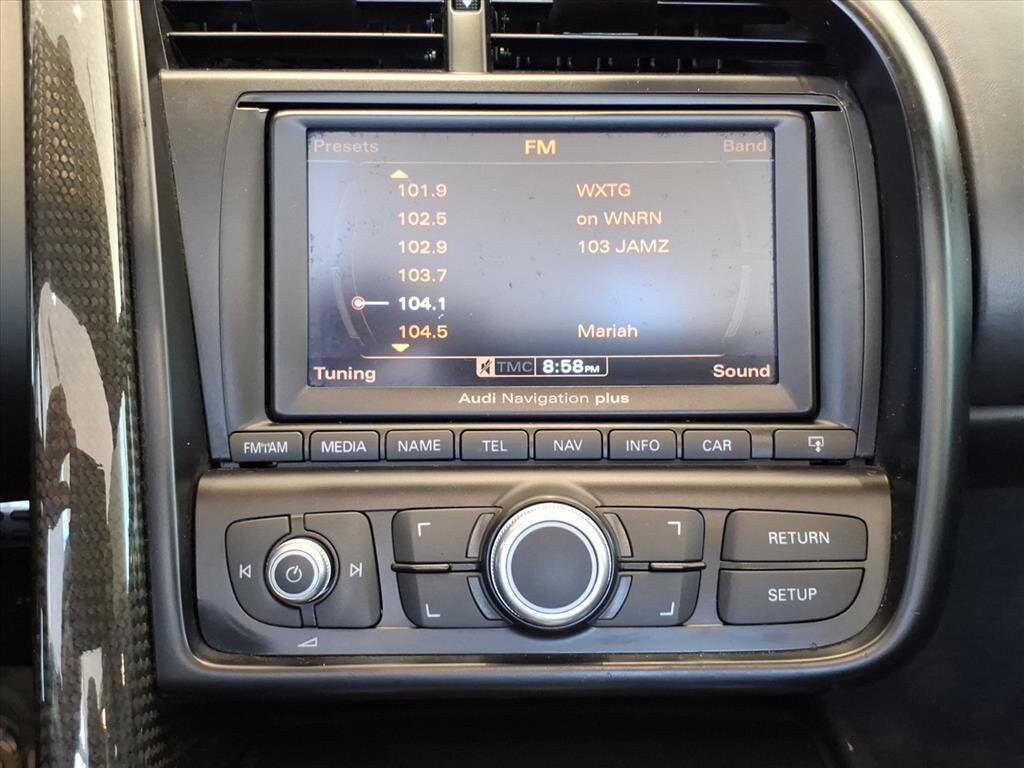 Presets FM Band
101.9 WXTG
102.5 on WNRN
102.9 103 JAMZ
103.7
104.1
104.5 Mariah
Tuning TMC 8:58 PM Sound
Audi Navigation plus
FM/AM MEDIA NAME TEL NAV INFO CAR
RETURN
SETUP